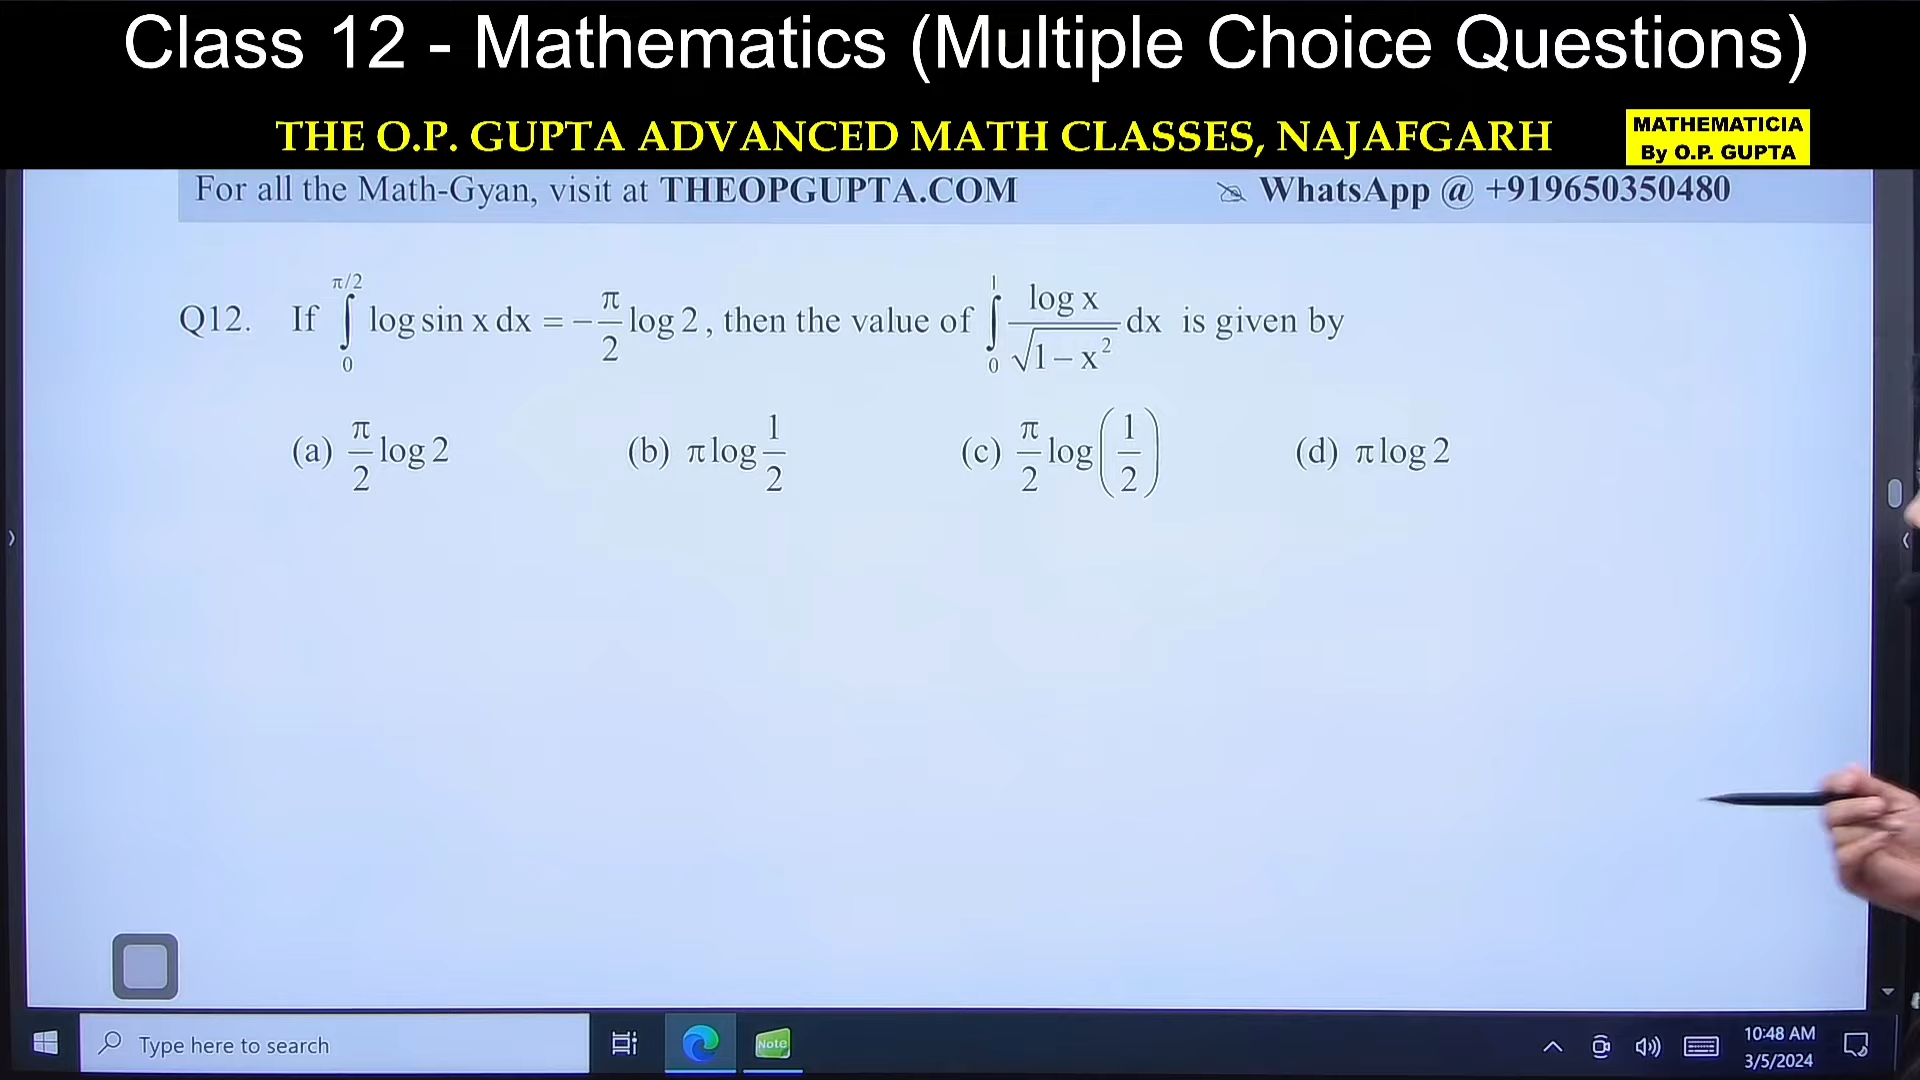 Class 12 - Mathematics (Multiple Choice Questions)
THE O.P. GUPTA ADVANCED MATH CLASSES, NAJAFGARH
MATHEMATICIA
By O.P. GUPTA
For all the Math-Gyan, visit at THEOPGUPTA.COM WhatsApp @ +919650350480
Q12. If ∫₀^{π/2} log sin x dx = −π/2 log 2, then the value of ∫₀¹ log x/√(1 − x²) dx is given by
(a) π/2 log 2 (b) π log 1/2 (c) π/2 log(1/2) (d) π log 2
Type here to search
Note
10:48 AM
3/5/2024